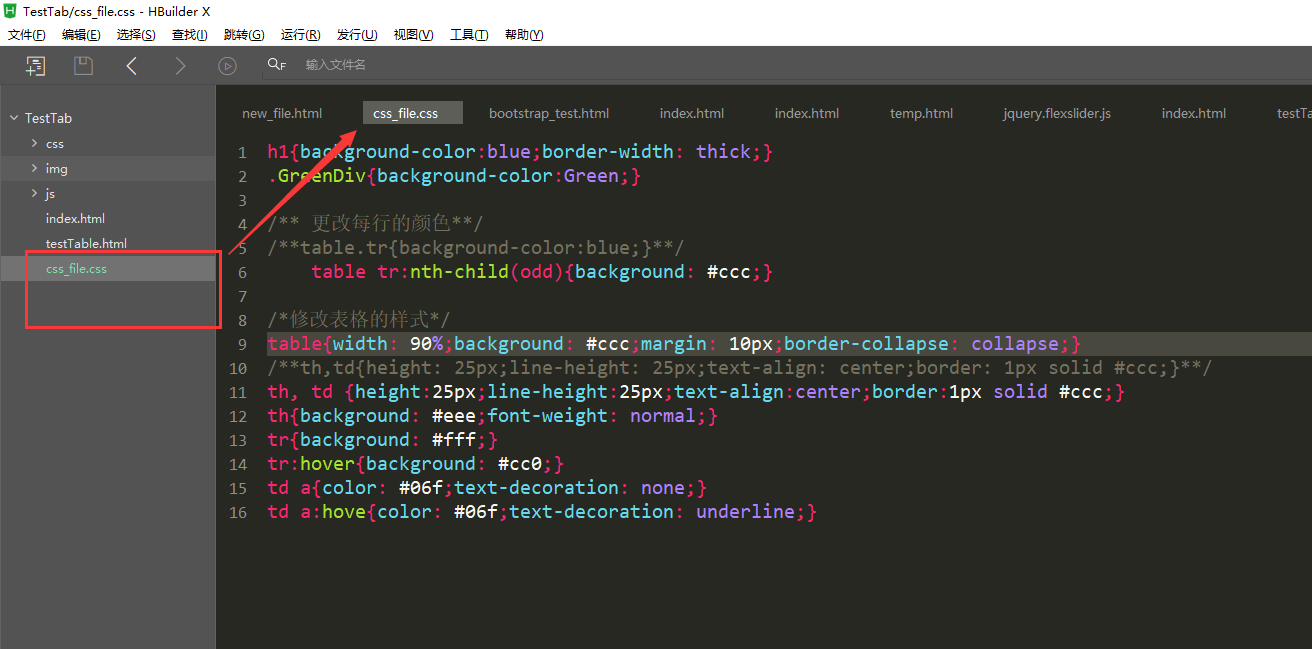 TestTab/css_file.css - HBuilder X
文件(F) 编辑(E) 选择(S) 查找(I) 跳转(G) 运行(R) 发行(U) 视图(V) 工具(T) 帮助(Y)
输入文件名
TestTab
css
img
js
index.html
testTable.html
css_file.css
new_file.html css_file.css bootstrap_test.html index.html index.html temp.html jquery.flexslider.js index.html testTa
1 h1{background-color:blue;border-width: thick;}
2 .GreenDiv{background-color:Green;}
3
4 /** 更改每行的颜色**/
5 /**table.tr{background-color:blue;}**/
6 table tr:nth-child(odd){background: #ccc;}
7
8 /*修改表格的样式*/
9 table{width: 90%;background: #ccc;margin: 10px;border-collapse: collapse;}
10 /**th,td{height: 25px;line-height: 25px;text-align: center;border: 1px solid #ccc;}**/
11 th, td {height:25px;line-height:25px;text-align:center;border:1px solid #ccc;}
12 th{background: #eee;font-weight: normal;}
13 tr{background: #fff;}
14 tr:hover{background: #cc0;}
15 td a{color: #06f;text-decoration: none;}
16 td a:hove{color: #06f;text-decoration: underline;}